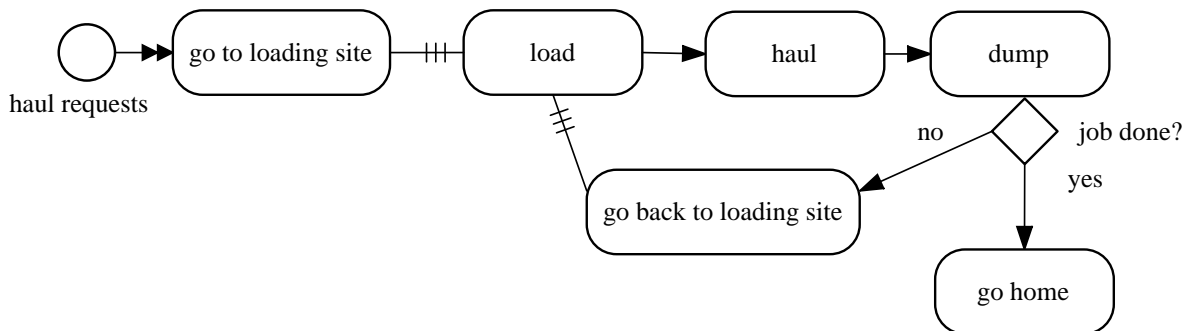 go to loading site
load
haul
dump
haul requests
no
job done?
yes
go back to loading site
go home